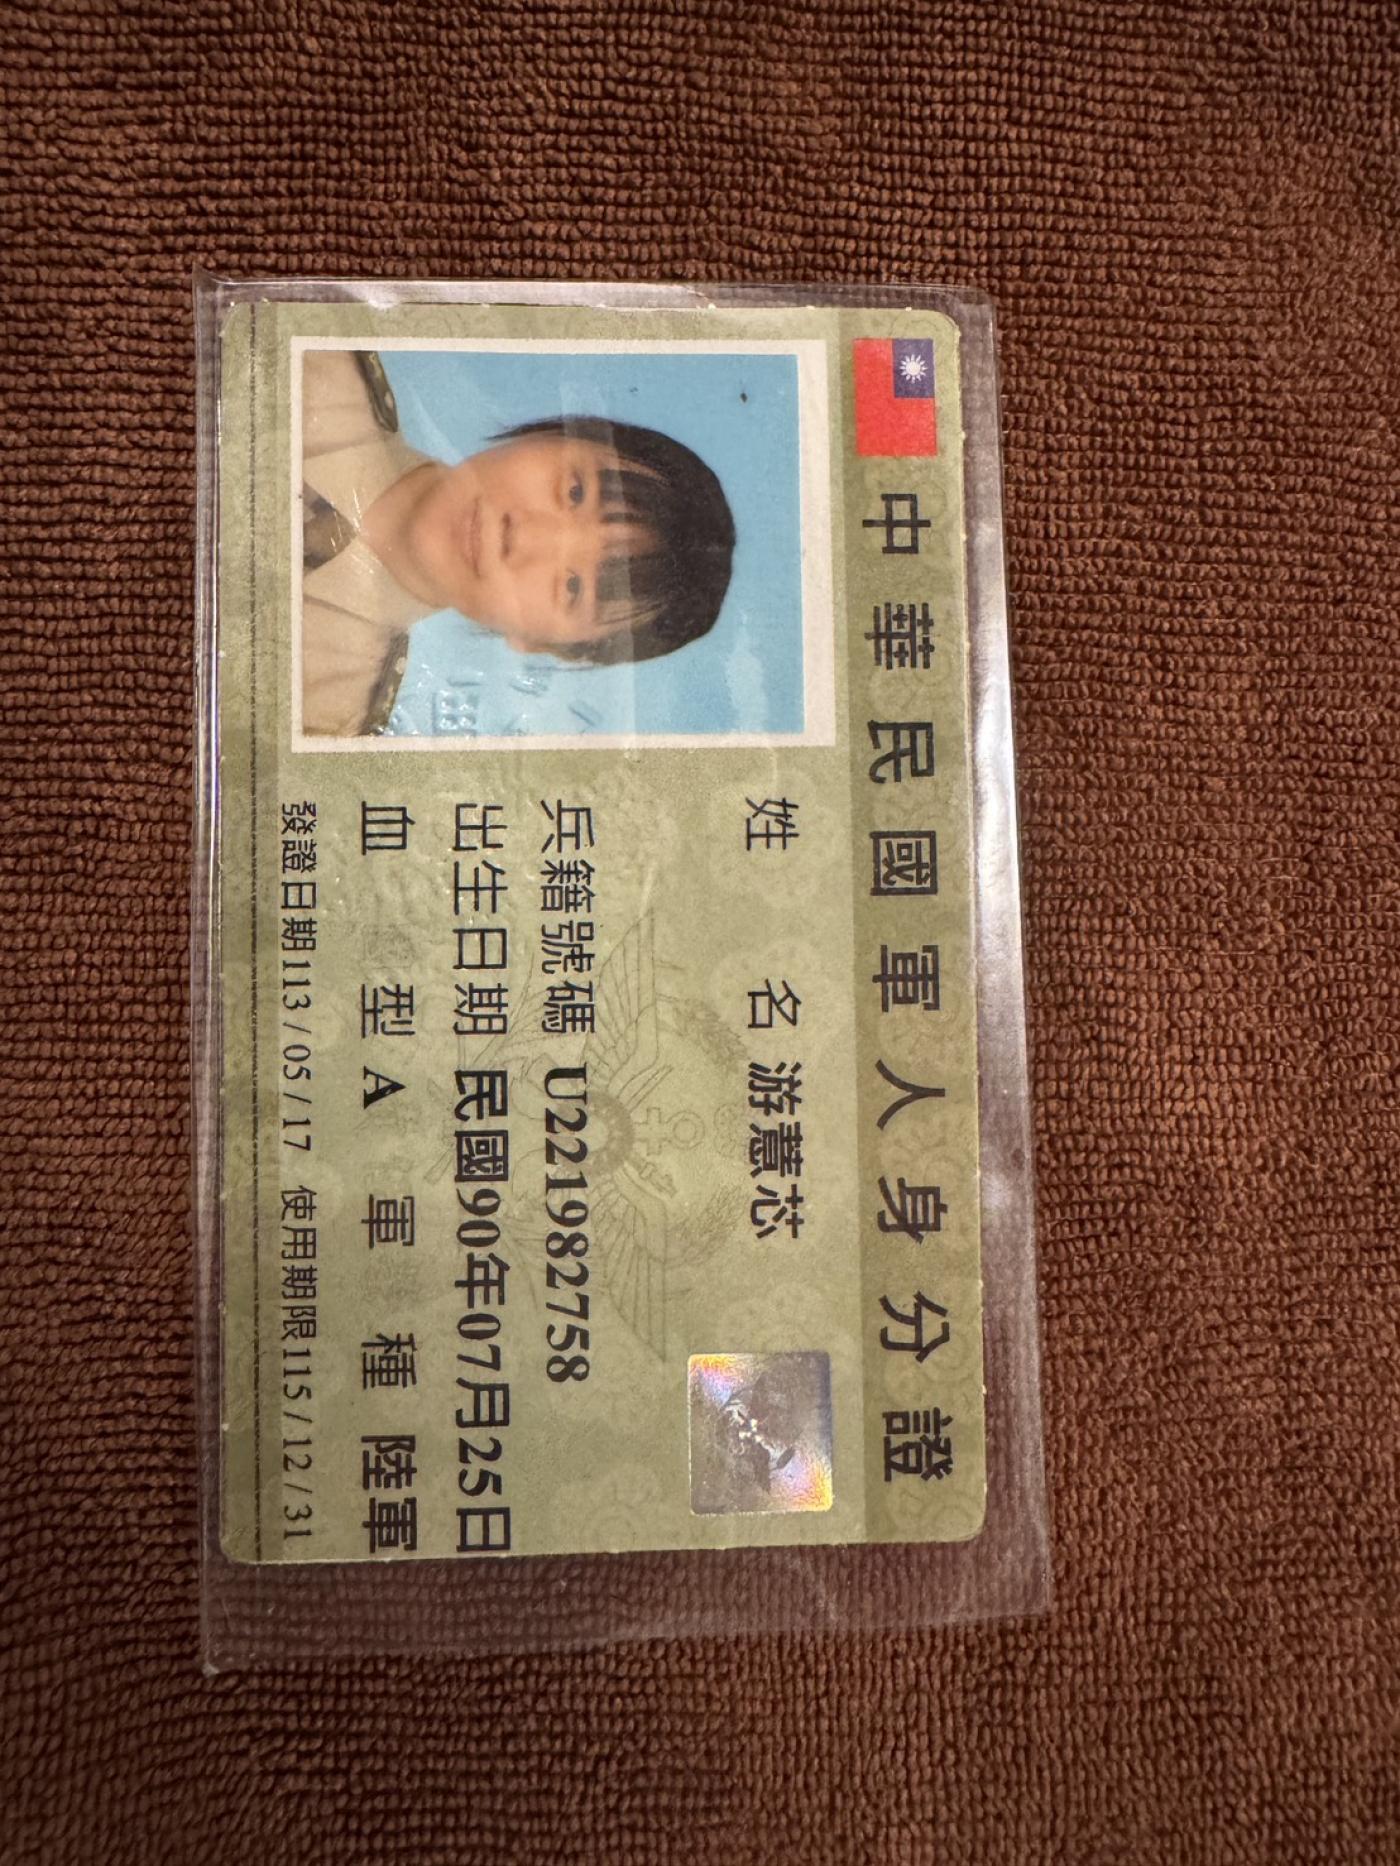 中華民國軍人身分證
姓名 游慧芯
兵籍號碼 U221982758
出生日期 民國90年07月25日
血型 A 軍種 陸軍
發證日期113/05/17 使用期限115/12/31